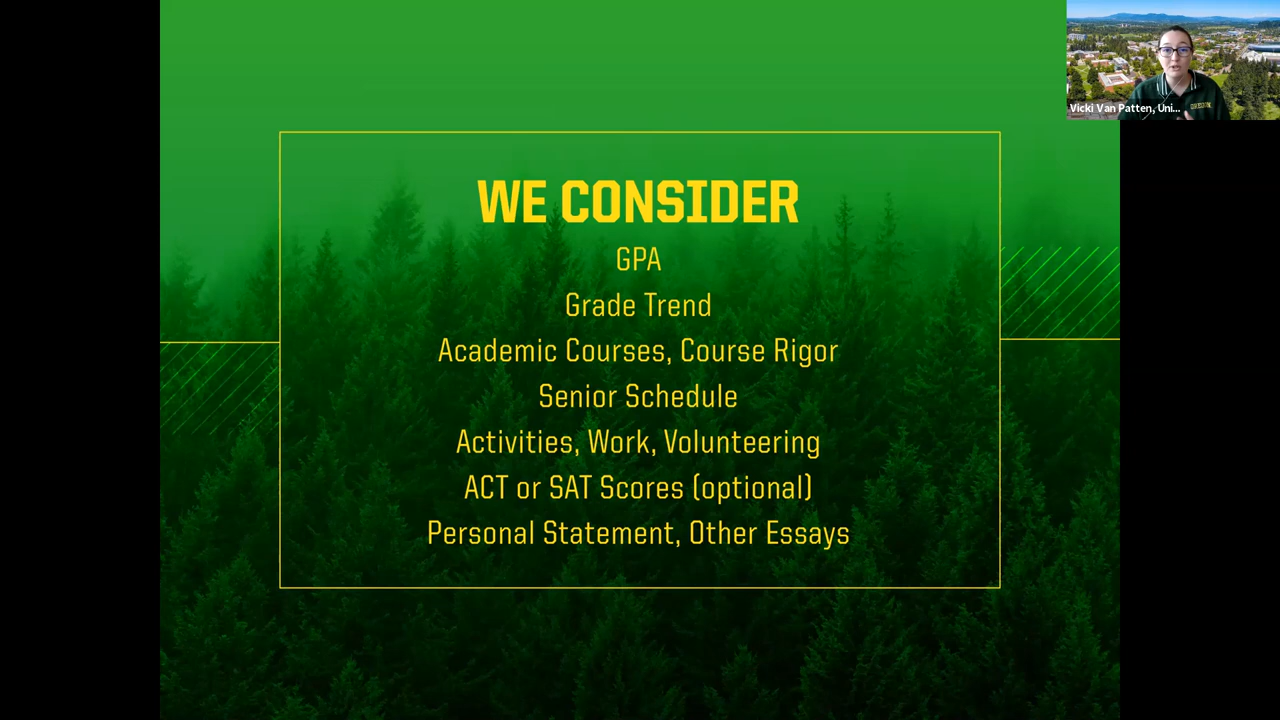 WE CONSIDER
GPA
Grade Trend
Academic Courses, Course Rigor
Senior Schedule
Activities, Work, Volunteering
ACT or SAT Scores (optional)
Personal Statement, Other Essays
Vicki Van Patten, Uni...
OREGON